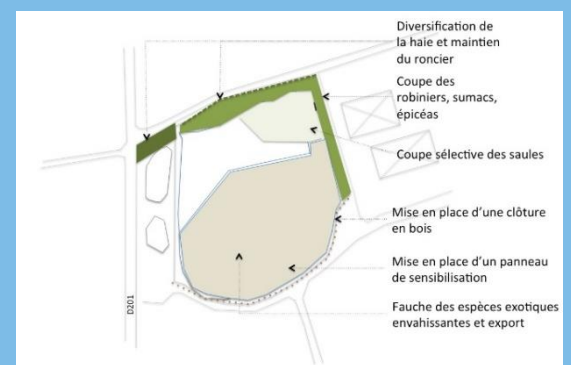 Diversification de
la haie et maintien
du roncier
Coupe des
robiniers, sumacs,
épicéas
Coupe sélective des saules
Mise en place d'une clôture
en bois
Mise en place d'un panneau
de sensibilisation
Fauche des espèces exotiques
envahissantes et export
D201